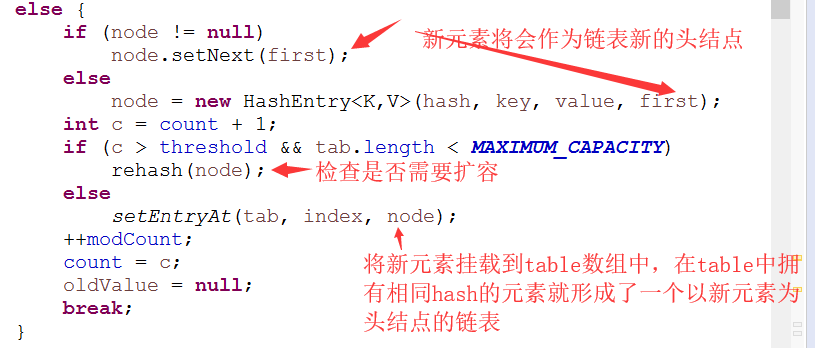 else {
if (node != null)
node.setNext(first);
新元素将会作为链表新的头结点
else
node = new HashEntry<K,V>(hash, key, value, first);
int c = count + 1;
if (c > threshold && tab.length < MAXIMUM_CAPACITY)
rehash(node);
检查是否需要扩容
else
setEntryAt(tab, index, node);
++modCount;
count = c;
oldValue = null;
break;
}
将新元素挂载到table数组中，在table中拥
有相同hash的元素就形成了一个以新元素为
头结点的链表